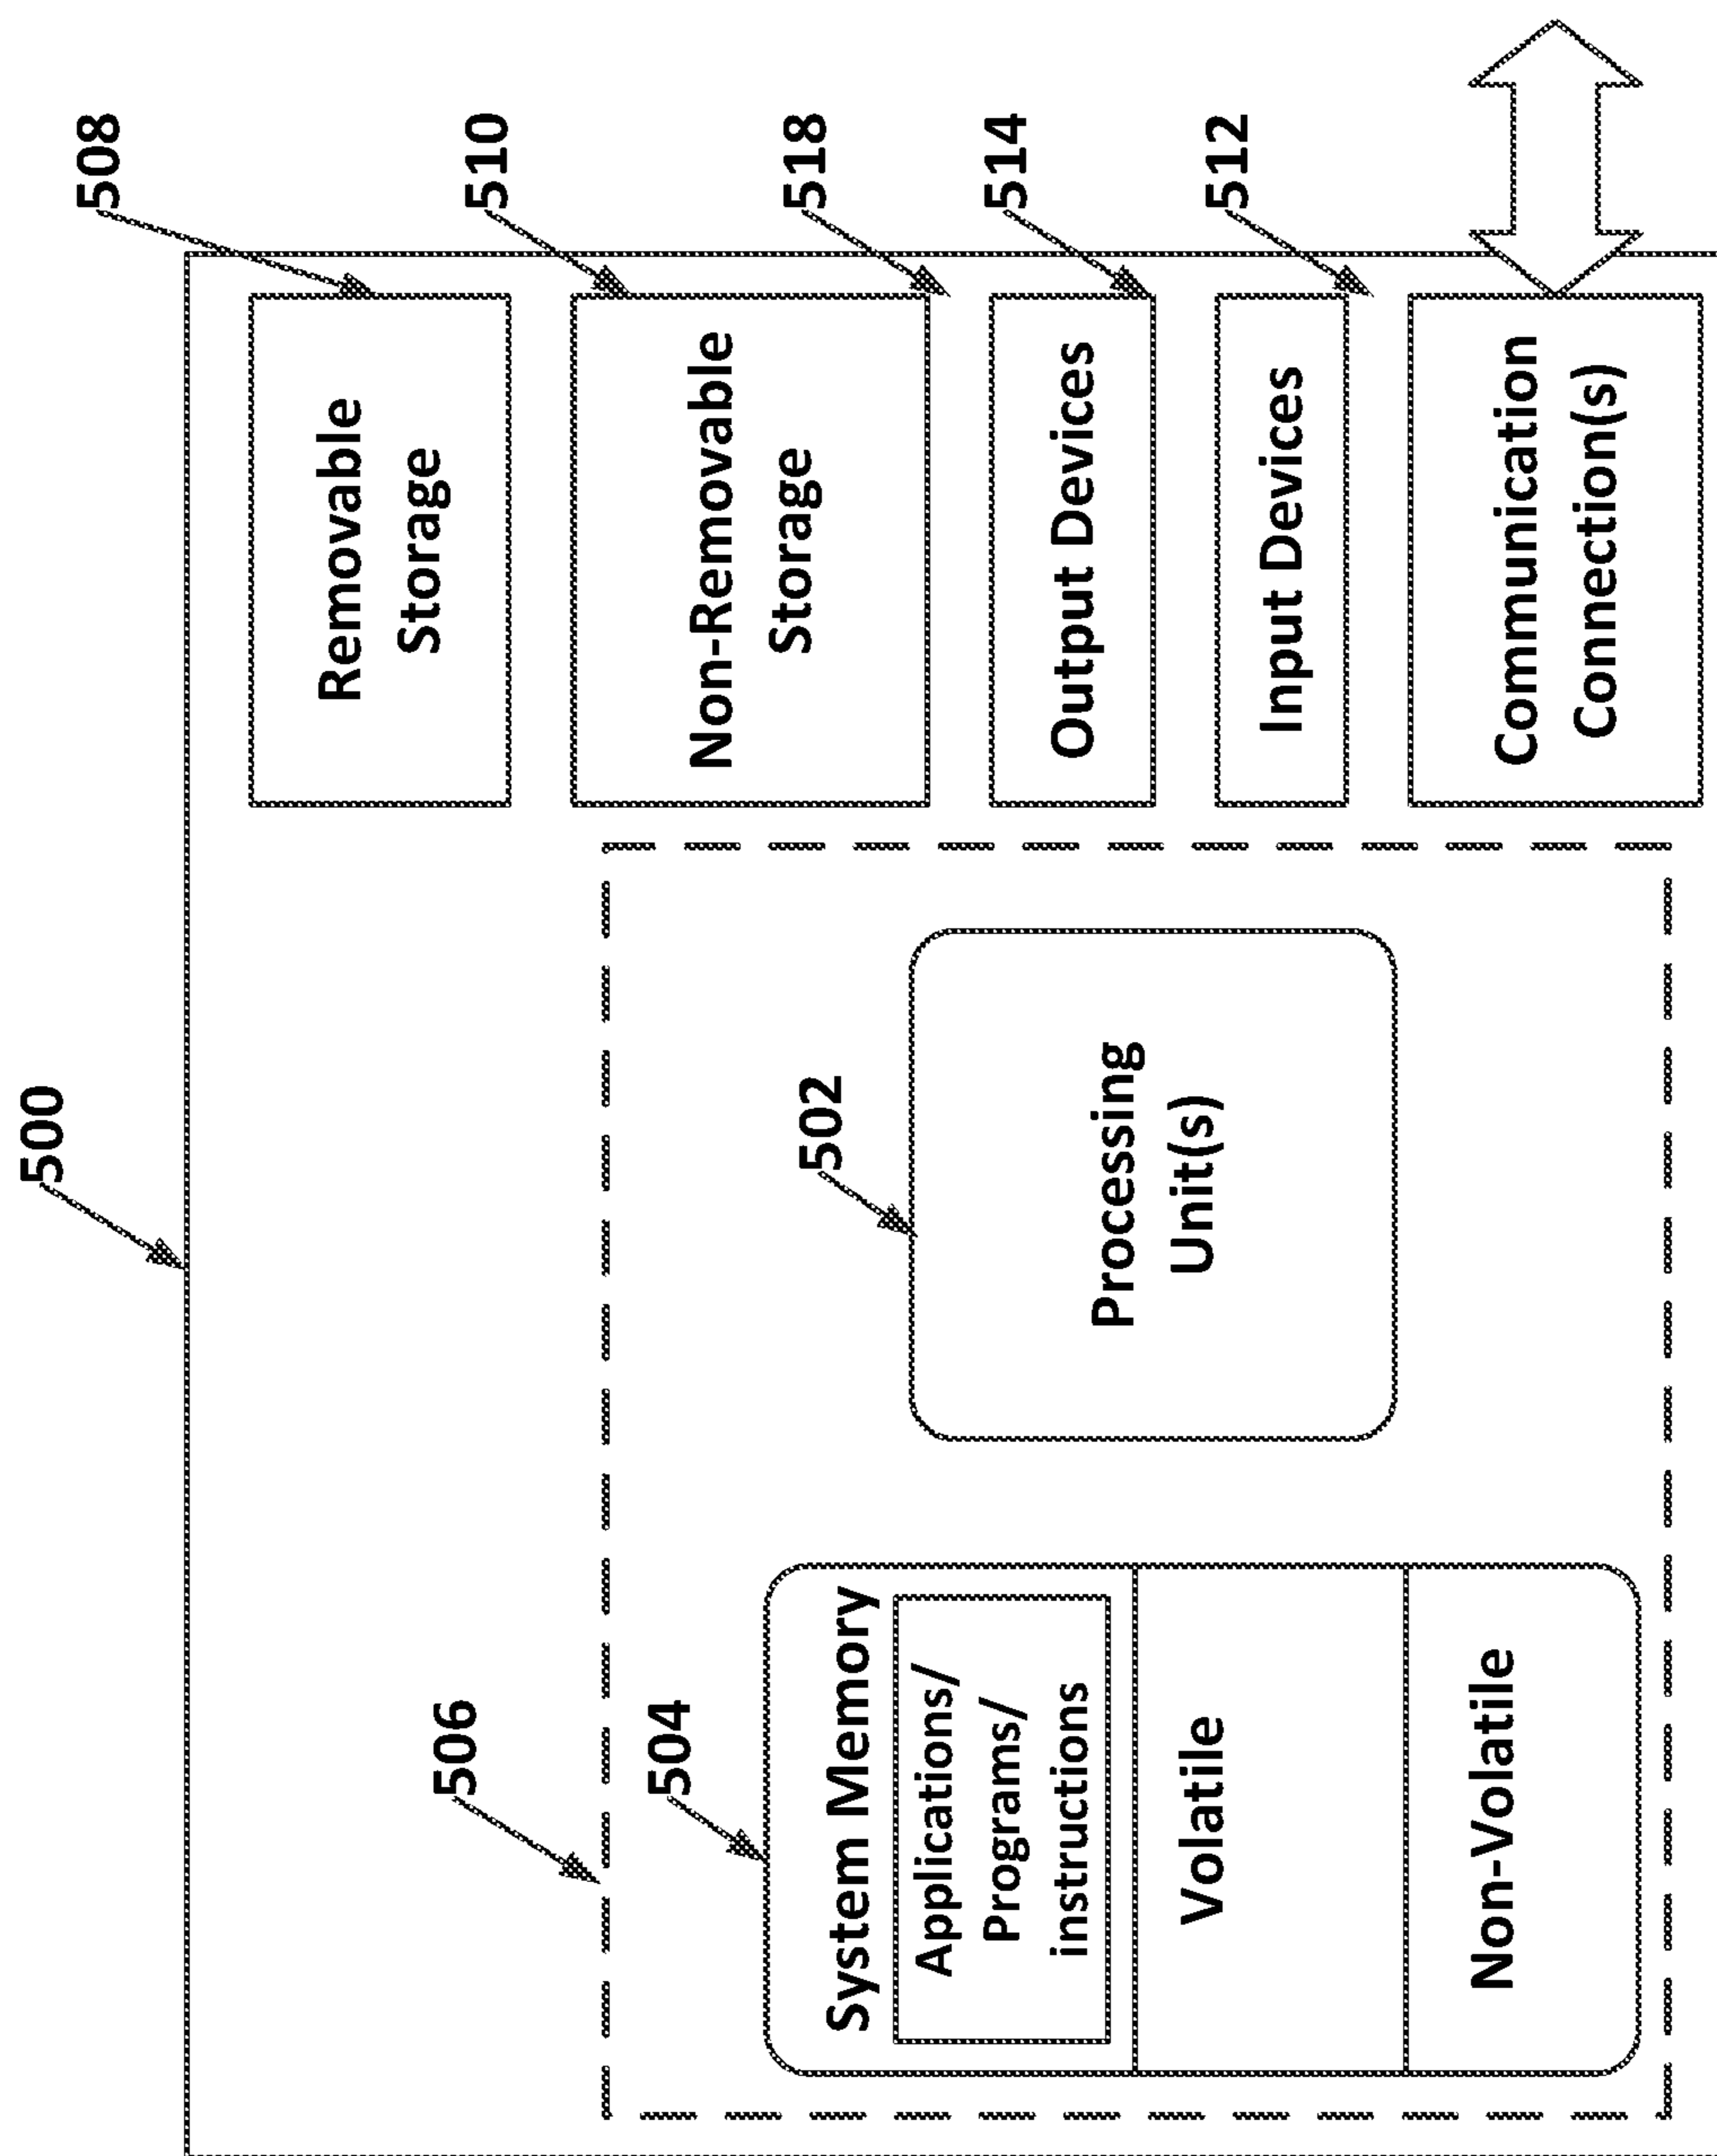 500
506
504
System Memory
Applications/
Programs/
instructions
Volatile
Non-Volatile
502
Processing
Unit(s)
508
Removable
Storage
510
Non-Removable
Storage
518
Output Devices
514
Input Devices
512
Communication
Connection(s)